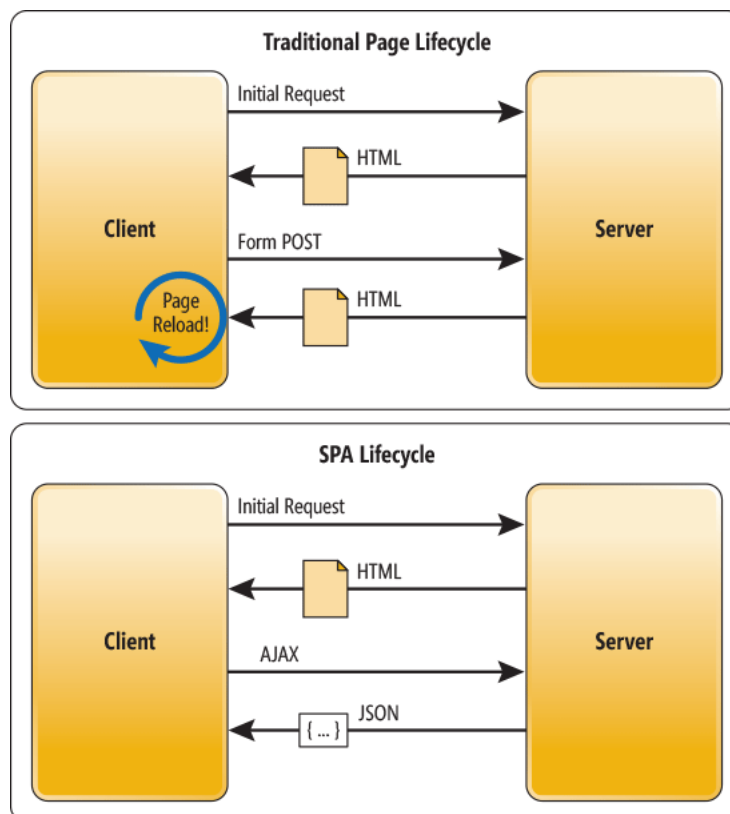 Traditional Page Lifecycle
Initial Request
HTML
Client
Server
Form POST
Page
Reload!
HTML
SPA Lifecycle
Initial Request
HTML
Client
Server
AJAX
JSON
{ ... }